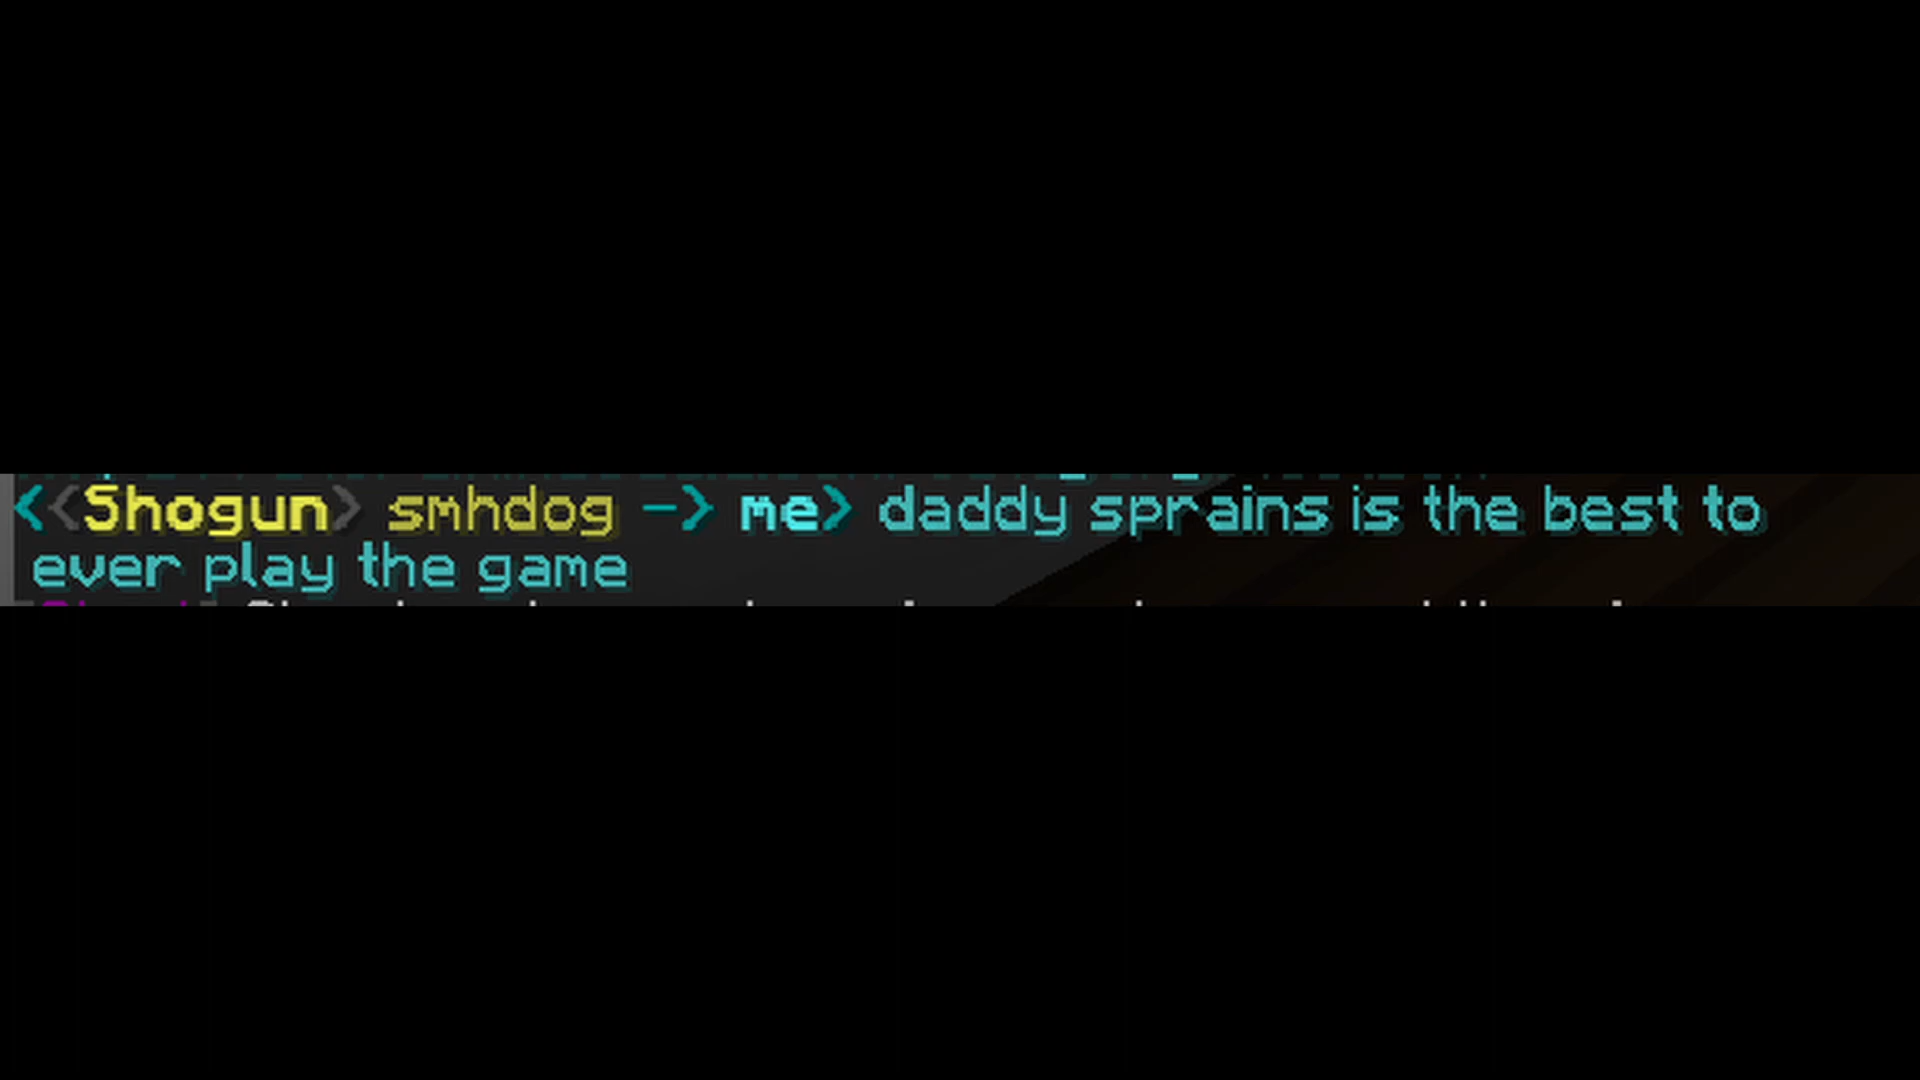 <<Shogun> smhdog -> me> daddy sprains is the best to
ever play the game